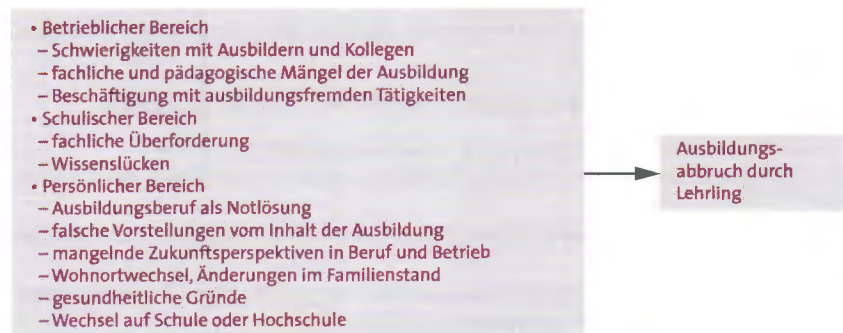 • Betrieblicher Bereich
– Schwierigkeiten mit Ausbildern und Kollegen
– fachliche und pädagogische Mängel der Ausbildung
– Beschäftigung mit ausbildungsfremden Tätigkeiten
• Schulischer Bereich
– fachliche Überforderung
– Wissenslücken
• Persönlicher Bereich
– Ausbildungsberuf als Notlösung
– falsche Vorstellungen vom Inhalt der Ausbildung
– mangelnde Zukunftsperspektiven in Beruf und Betrieb
– Wohnortwechsel, Änderungen im Familienstand
– gesundheitliche Gründe
– Wechsel auf Schule oder Hochschule
Ausbildungs-
abbruch durch
Lehrling